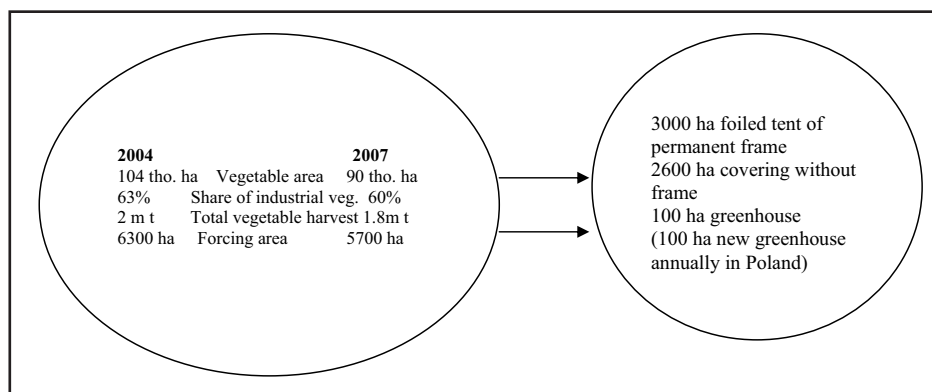 2004 2007
104 tho. ha Vegetable area 90 tho. ha
63% Share of industrial veg. 60%
2 m t Total vegetable harvest 1.8m t
6300 ha Forcing area 5700 ha
3000 ha foiled tent of
permanent frame
2600 ha covering without
frame
100 ha greenhouse
(100 ha new greenhouse
annually in Poland)